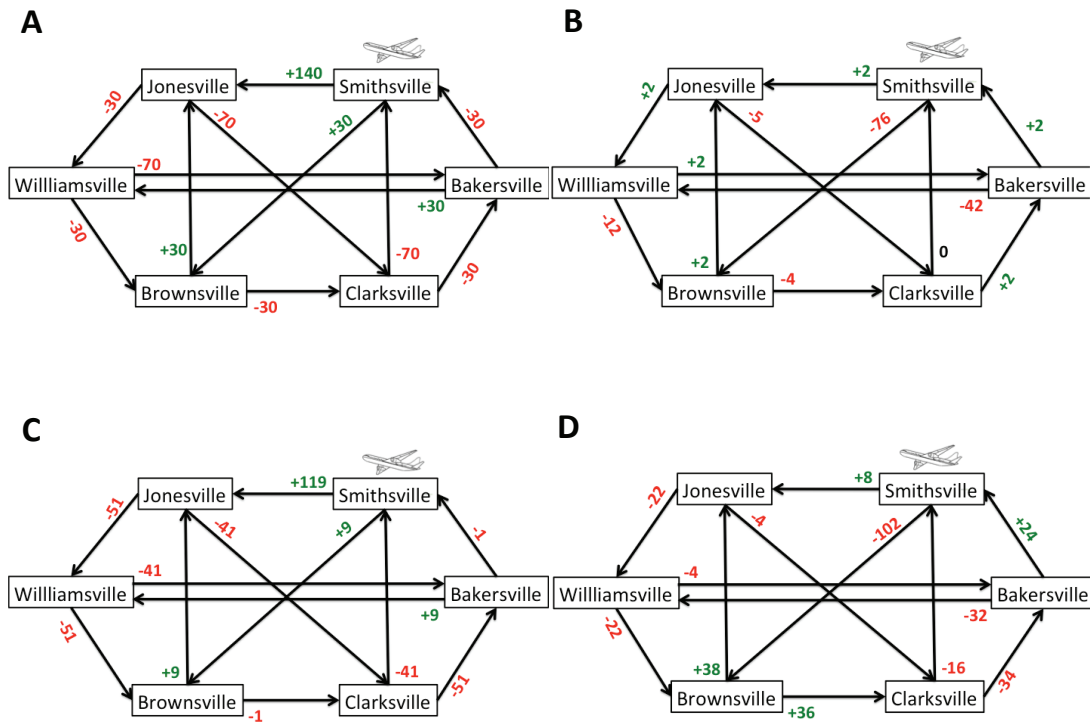 A
B
+140
+2
Jonesville
Smithsville
Jonesville
Smithsville
-30
-70
+30
-30
+2
-5
-76
+2
-70
+2
Willliamsville
Bakersville
Willliamsville
Bakersville
+30
-42
-30
+30
-70
-30
-12
+2
0
+2
Brownsville
Clarksville
Brownsville
Clarksville
-30
-4
C
D
+119
+8
Jonesville
Smithsville
Jonesville
Smithsville
-51
-41
+9
-1
-22
-4
-102
+24
-41
-4
Willliamsville
Bakersville
Willliamsville
Bakersville
+9
-32
-51
+9
-41
-51
-22
+38
-16
-34
Brownsville
Clarksville
Brownsville
Clarksville
-1
+36